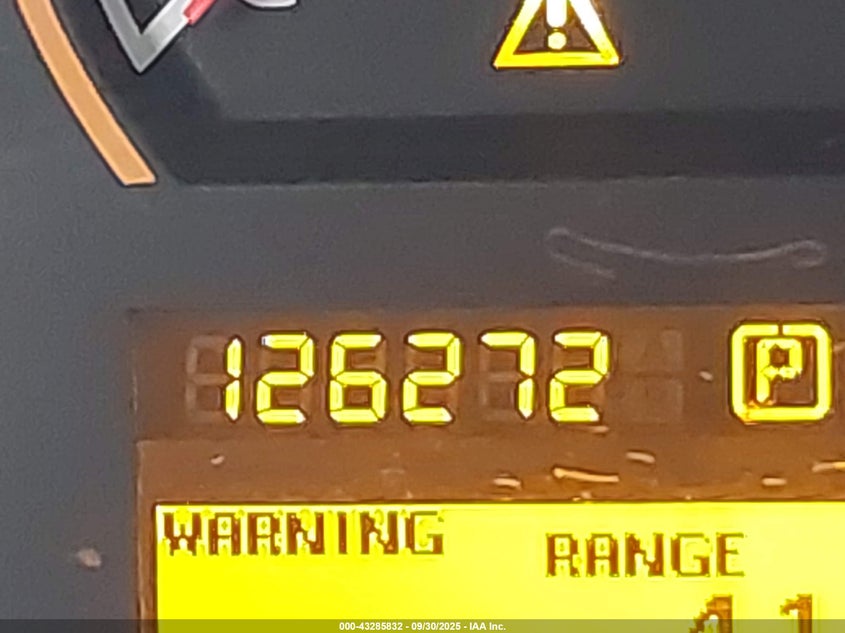 126272 P
WARNING
RANGE
000-43285832 - 09/30/2025 - IAA Inc.